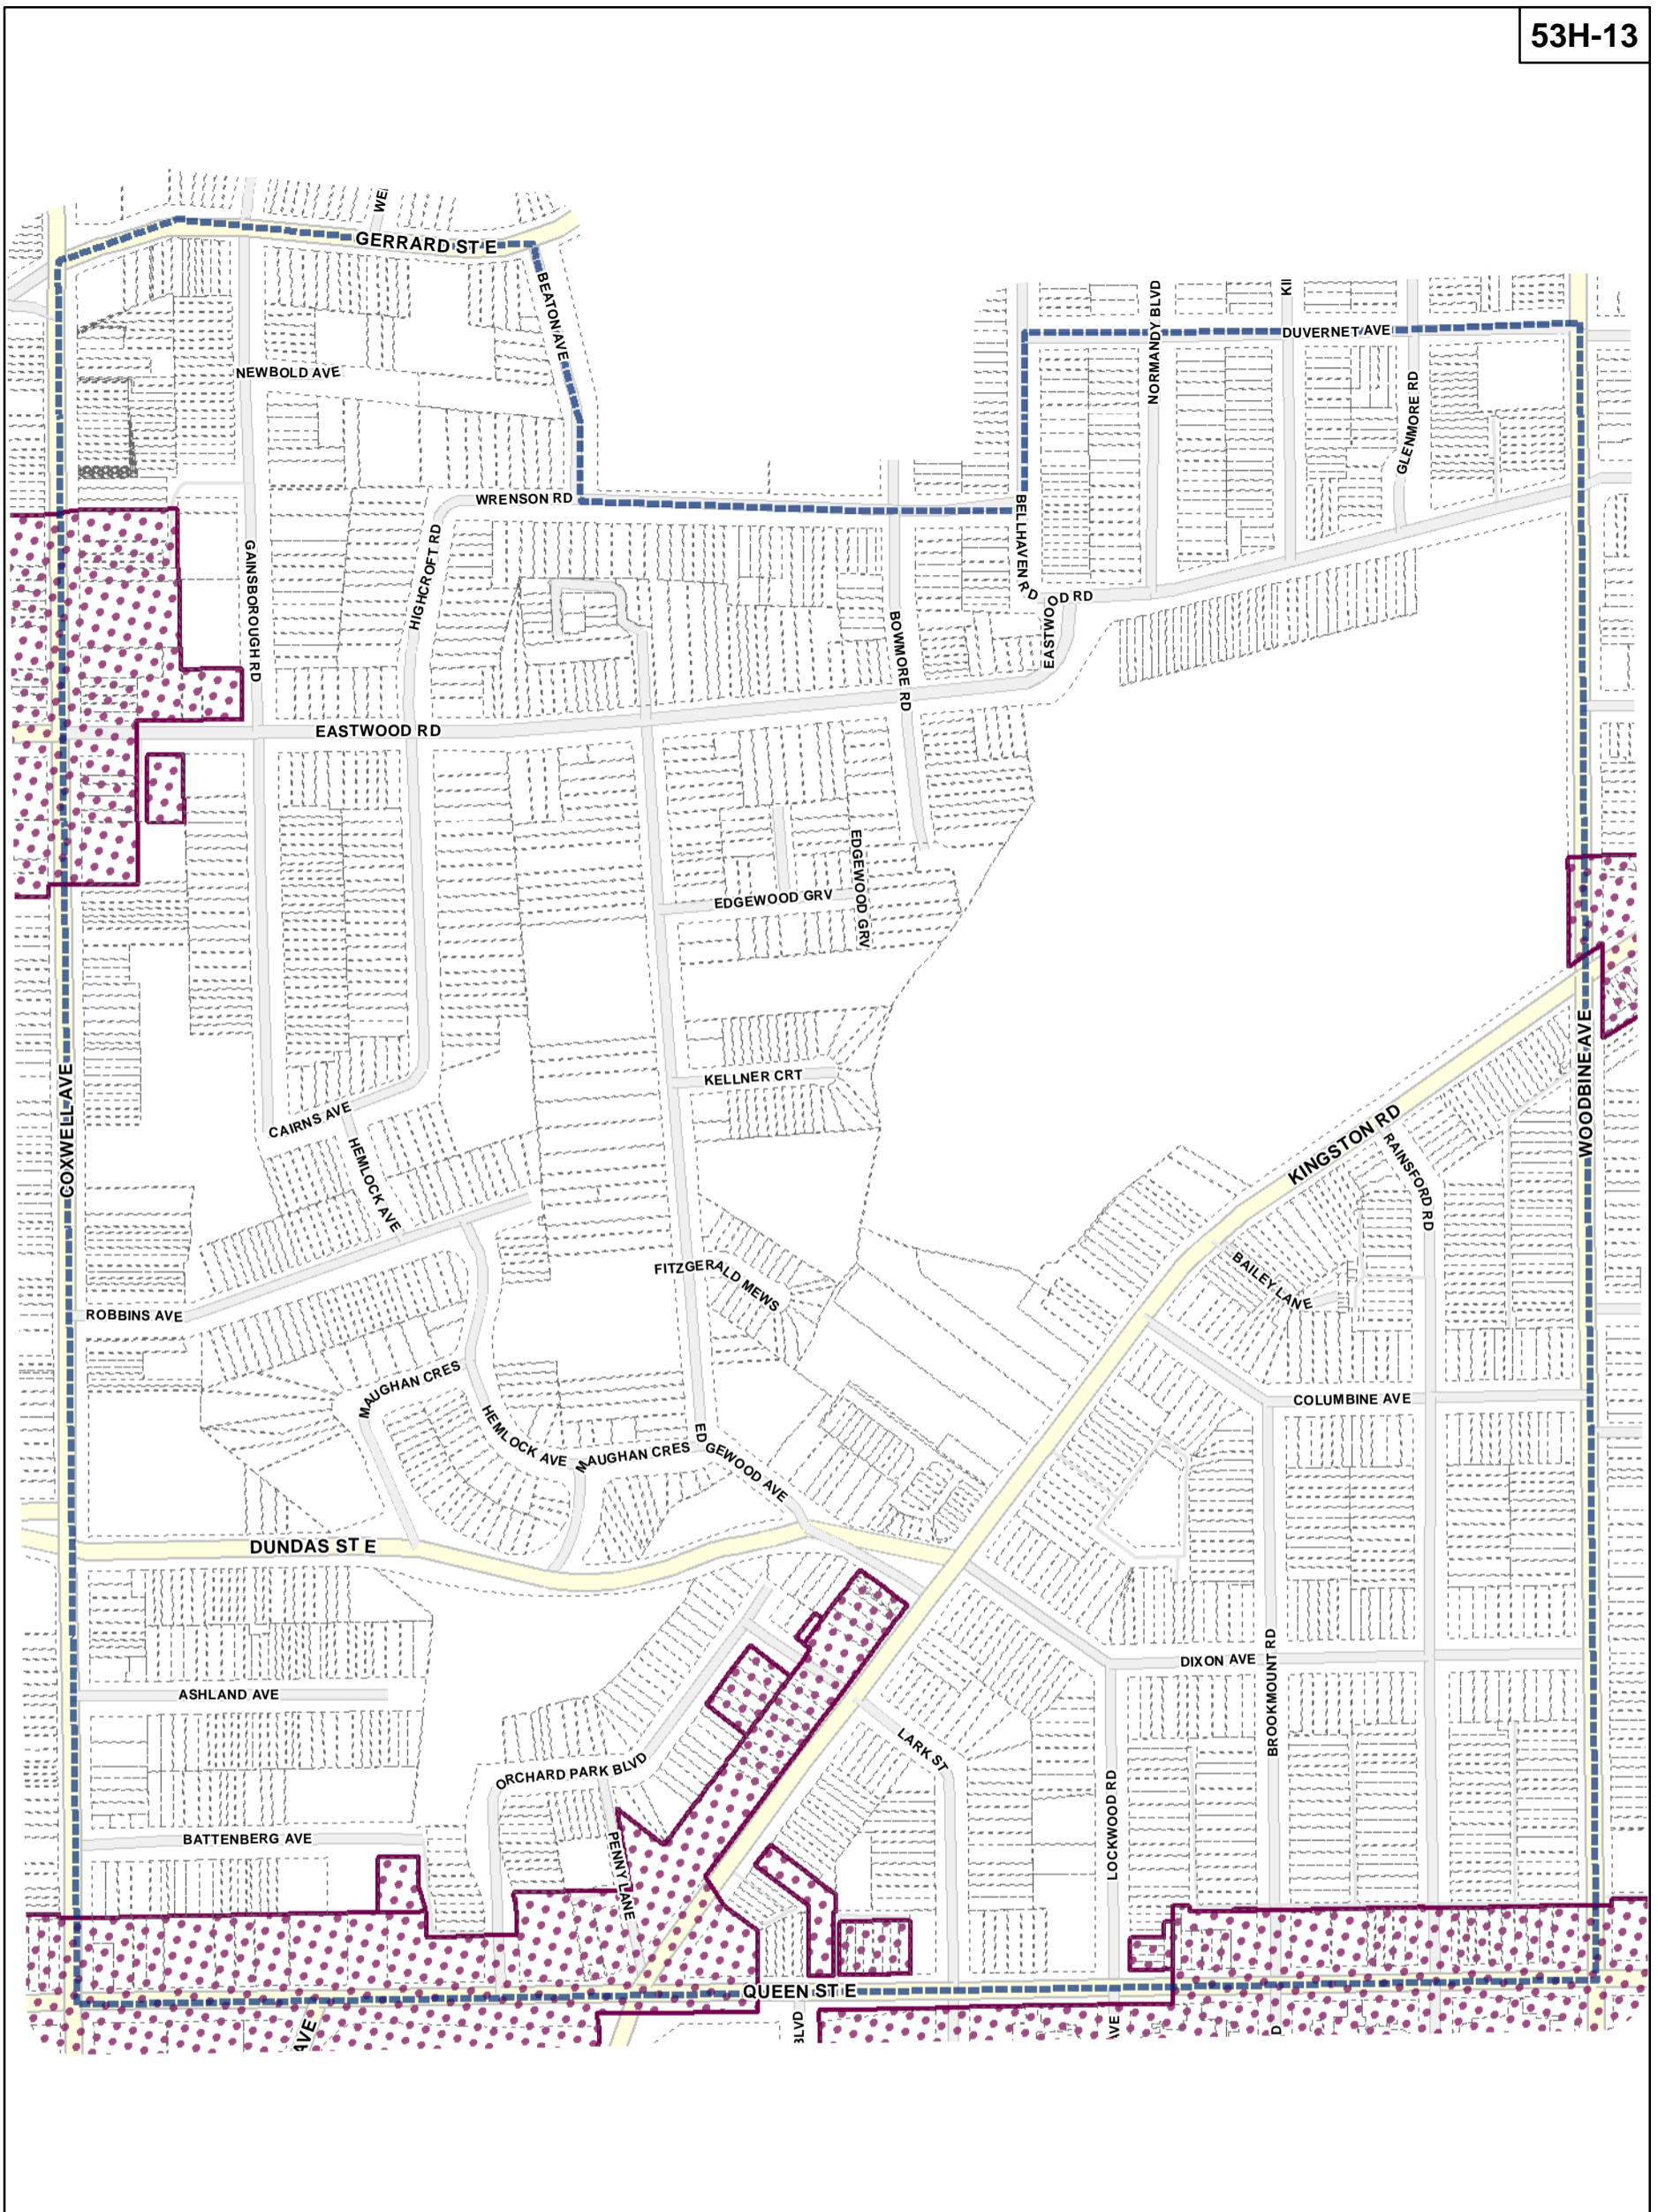 53H-13
WE
GERRARD ST E
BEATON AVE
NORMANDY BLVD
KI
DUVERNET AVE
NEWBOLD AVE
GLENMORE RD
WRENSON RD
BELLHAVEN RD
GAINSBOROUGH RD
HIGHCROFT RD
EASTWOOD RD
BOWMORE RD
EASTWOOD RD
EDGEWOOD GRV
EDGEWOOD GRV
KELLNER CRT
COXWELL AVE
WOODBINE AVE
CAIRNS AVE
HEMLOCK AVE
KINGSTON RD
RAINSFORD RD
FITZGERALD MEWS
BAILEY LANE
ROBBINS AVE
MAUGHAN CRES
COLUMBINE AVE
HEMLOCK AVE
MAUGHAN CRES
EDGEWOOD AVE
DUNDAS ST E
DIXON AVE
BROOKMOUNT RD
ASHLAND AVE
LARK ST
ORCHARD PARK BLVD
LOCKWOOD RD
BATTENBERG AVE
PENNY LANE
QUEEN ST E
AVE
VE
D